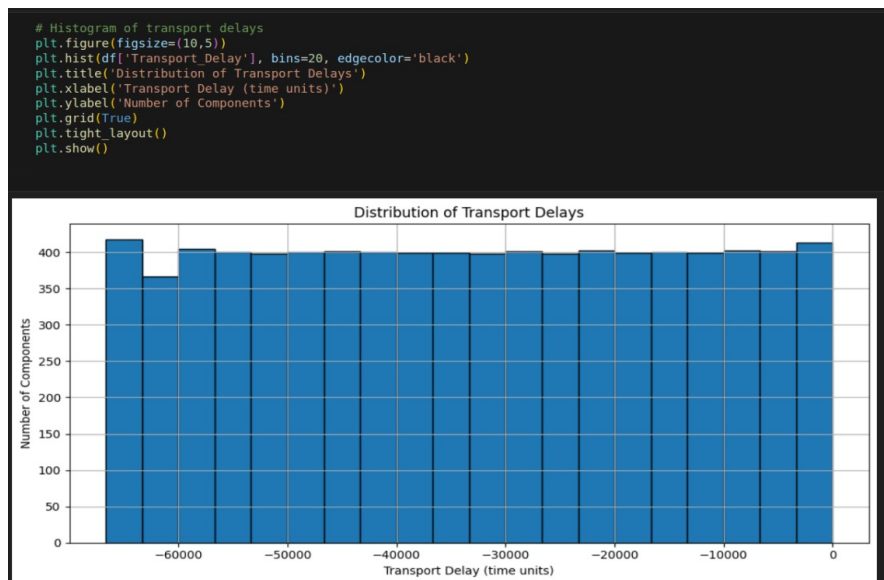 # Histogram of transport delays
plt.figure(figsize=(10,5))
plt.hist(df['Transport_Delay'], bins=20, edgecolor='black')
plt.title('Distribution of Transport Delays')
plt.xlabel('Transport Delay (time units)')
plt.ylabel('Number of Components')
plt.grid(True)
plt.tight_layout()
plt.show()
Distribution of Transport Delays
Number of Components
400
350
300
250
200
150
100
50
0
−60000 −50000 −40000 −30000 −20000 −10000 0
Transport Delay (time units)